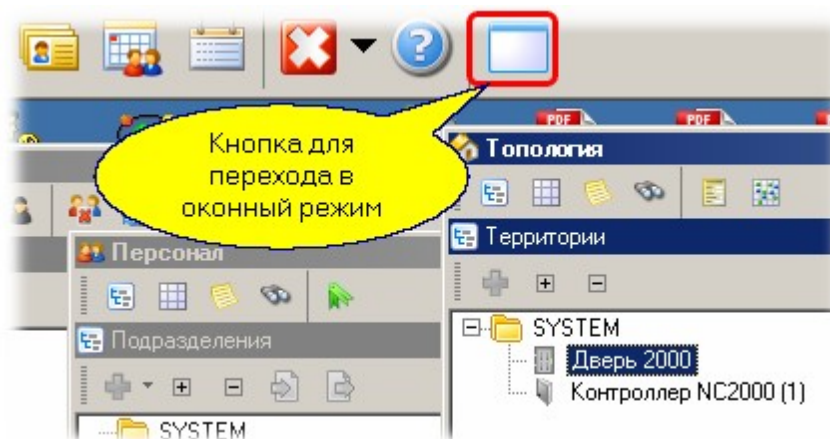 PDF
PDF
Кнопка для
перехода в
оконный режим
Топология
Территории
SYSTEM
Дверь 2000
Контроллер NC2000 (1)
Персонал
Подразделения
SYSTEM